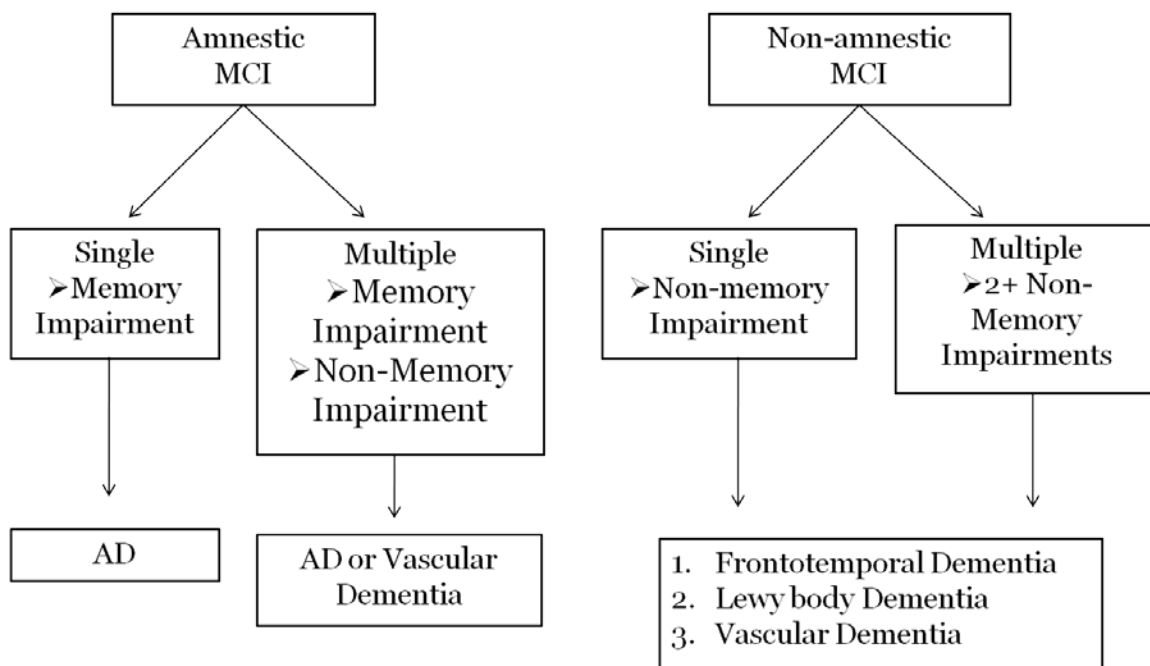 Amnestic
MCI
Non-amnestic
MCI
Single
➢Memory
Impairment
Multiple
➢Memory
Impairment
➢Non-Memory
Impairment
Single
➢Non-memory
Impairment
Multiple
➢2+ Non-
Memory
Impairments
AD
AD or Vascular
Dementia
1. Frontotemporal Dementia
2. Lewy body Dementia
3. Vascular Dementia